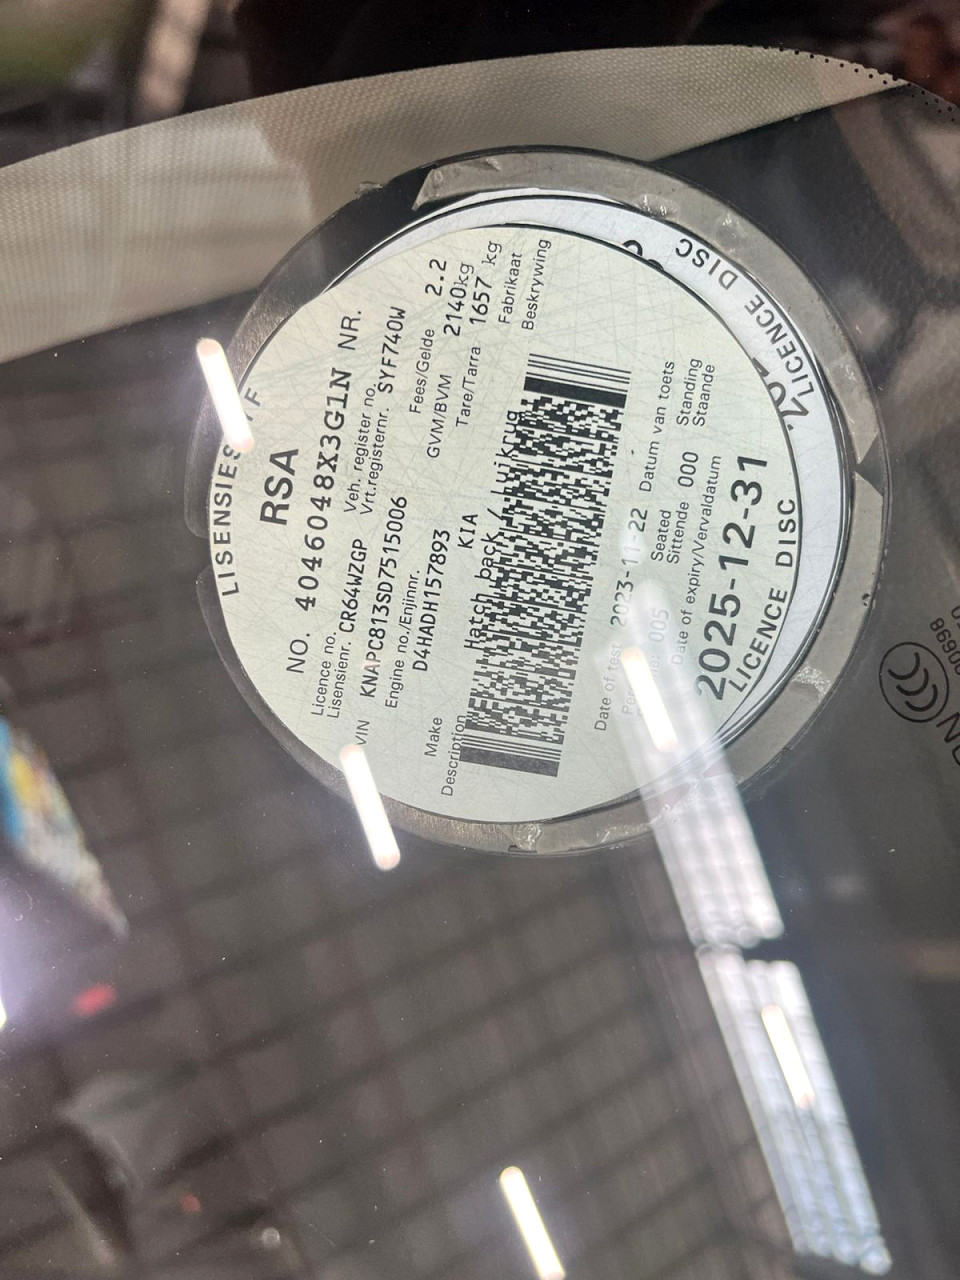 RSA
NO. 4046048X3G1N NR.
Licence no. Veh. register no.
Lisensienr. CR64WZGP Vrt.registernr. SYF740W
VIN KNAPC813SD7515006 Fees/Gelde 2.2
Engine no./Enjinnr. GVM/BVM 2140kg
D4HADH157893 Tare/Tarra 1657 kg
Make KIA Fabrikaat
Description Hatch back / Luikrug Beskrywing
Date of test 2023-11-22 Datum van toets
Seated Standing
Sittende 000 Staande
Date of expiry/Vervaldatum
2025-12-31
LICENCE DISC
LICENCE DISC
LISENSIES